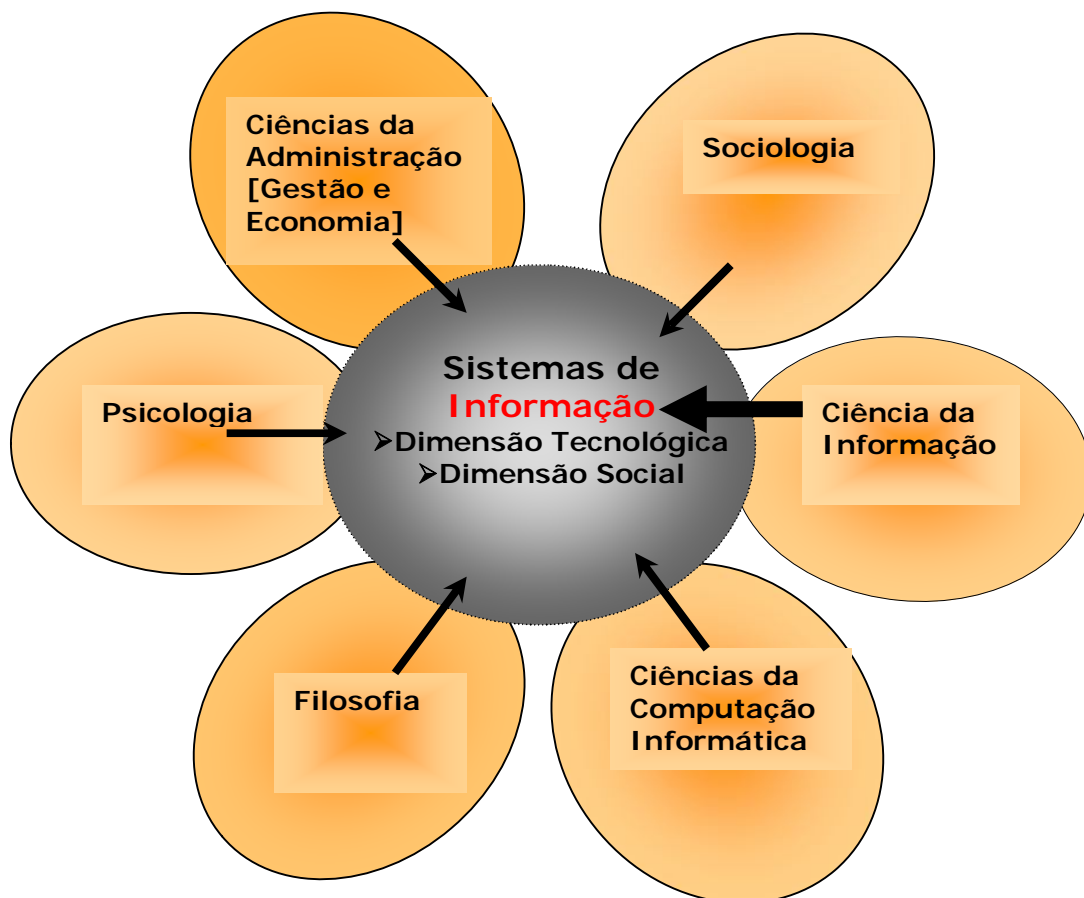 Ciências da
Administração
[Gestão e
Economia]
Sociologia
Sistemas de
Informação
➢Dimensão Tecnológica
➢Dimensão Social
Psicologia
Ciência da
Informação
Filosofia
Ciências da
Computação
Informática